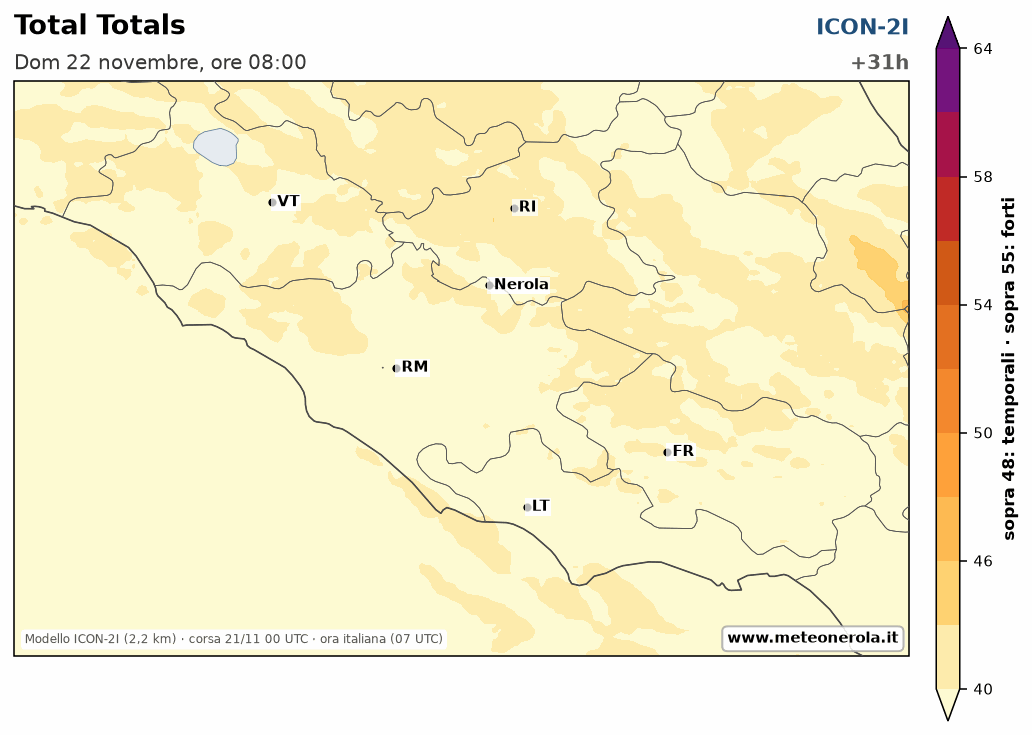 Total Totals
ICON-2I
Dom 22 novembre, ore 08:00
+31h
VT
RI
Nerola
RM
FR
LT
Modello ICON-2I (2,2 km) · corsa 21/11 00 UTC · ora italiana (07 UTC)
www.meteonerola.it
64
58
54
50
46
40
sopra 48: temporali · sopra 55: forti